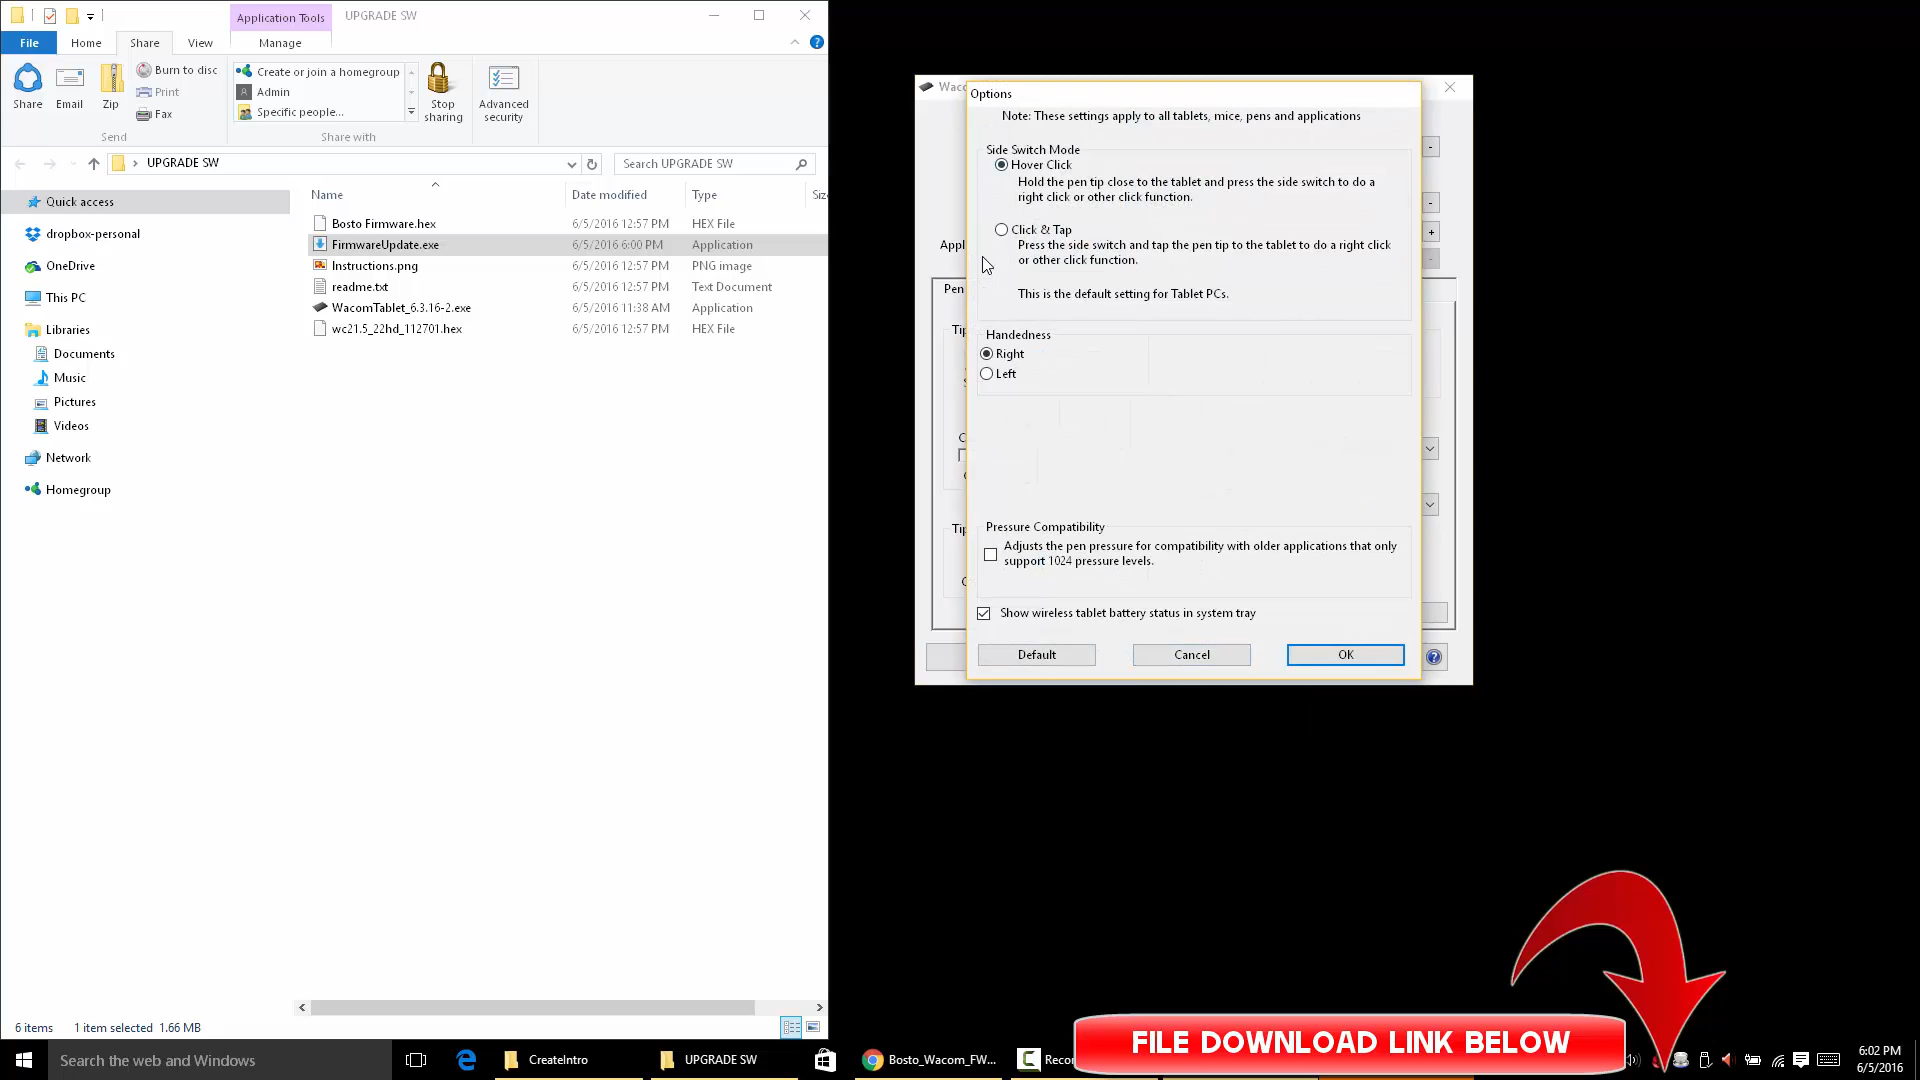 Application Tools
UPGRADE SW
File
Home
Share
View
Manage
Share
Email
Zip
Burn to disc
Print
Fax
Send
Create or join a homegroup
Admin
Specific people...
Share with
Stop
sharing
Advanced
security
UPGRADE SW
Search UPGRADE SW
Name
Date modified
Type
Quick access
dropbox-personal
OneDrive
This PC
Libraries
Documents
Music
Pictures
Videos
Network
Homegroup
Bosto Firmware.hex 6/5/2016 12:57 PM HEX File
FirmwareUpdate.exe 6/5/2016 6:00 PM Application
Instructions.png 6/5/2016 12:57 PM PNG image
readme.txt 6/5/2016 12:57 PM Text Document
WacomTablet_6.3.16-2.exe 6/5/2016 11:38 AM Application
wc21.5_22hd_112701.hex 6/5/2016 12:57 PM HEX File
6 items 1 item selected 1.66 MB
Options
Note: These settings apply to all tablets, mice, pens and applications
Side Switch Mode
Hover Click
Hold the pen tip close to the tablet and press the side switch to do a
right click or other click function.
Click & Tap
Press the side switch and tap the pen tip to the tablet to do a right click
or other click function.
This is the default setting for Tablet PCs.
Handedness
Right
Left
Pressure Compatibility
Adjusts the pen pressure for compatibility with older applications that only
support 1024 pressure levels.
Show wireless tablet battery status in system tray
Default
Cancel
OK
Pen
FILE DOWNLOAD LINK BELOW
Search the web and Windows
CreateIntro
UPGRADE SW
Bosto_Wacom_FW...
6:02 PM
6/5/2016